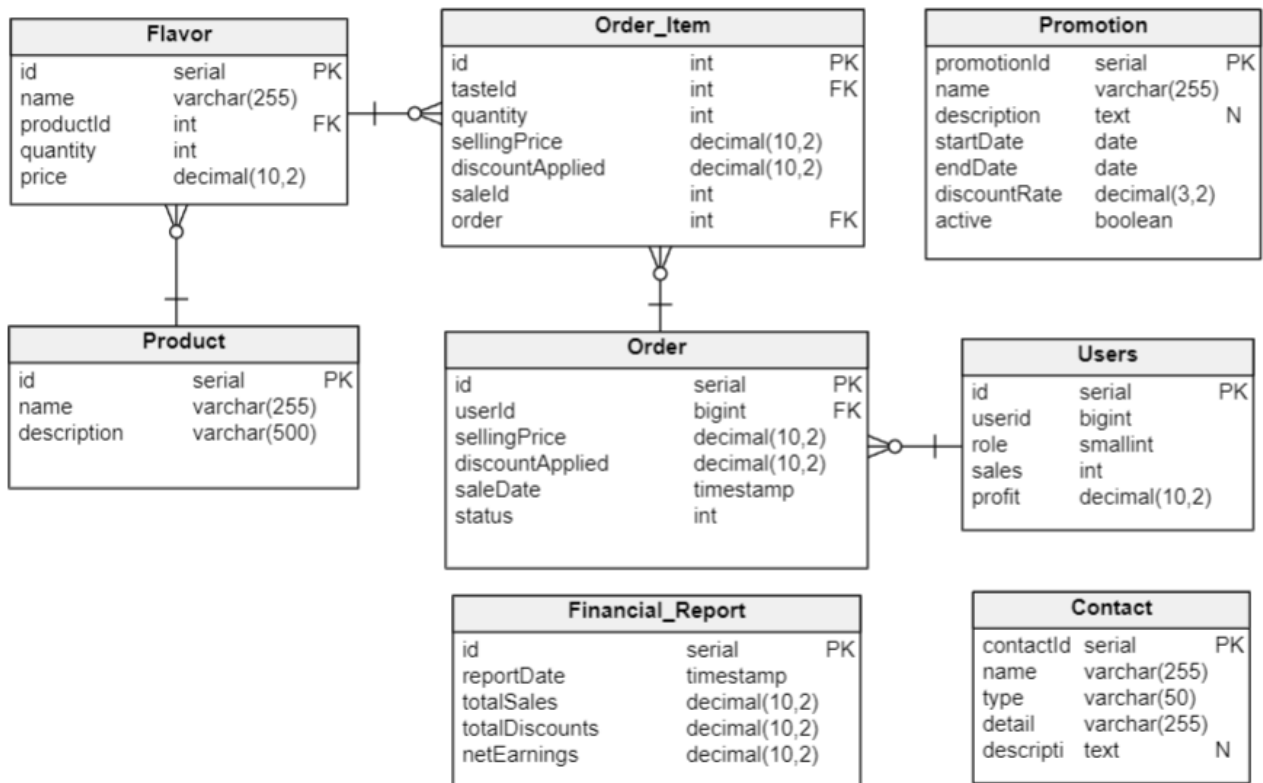 Flavor
id serial PK
name varchar(255)
productId int FK
quantity int
price decimal(10,2)
Order_Item
id int PK
tasteId int FK
quantity int
sellingPrice decimal(10,2)
discountApplied decimal(10,2)
saleId int
order int FK
Promotion
promotionId serial PK
name varchar(255)
description text N
startDate date
endDate date
discountRate decimal(3,2)
active boolean
Product
id serial PK
name varchar(255)
description varchar(500)
Order
id serial PK
userId bigint FK
sellingPrice decimal(10,2)
discountApplied decimal(10,2)
saleDate timestamp
status int
Users
id serial PK
userid bigint
role smallint
sales int
profit decimal(10,2)
Financial_Report
id serial PK
reportDate timestamp
totalSales decimal(10,2)
totalDiscounts decimal(10,2)
netEarnings decimal(10,2)
Contact
contactId serial PK
name varchar(255)
type varchar(50)
detail varchar(255)
descripti text N